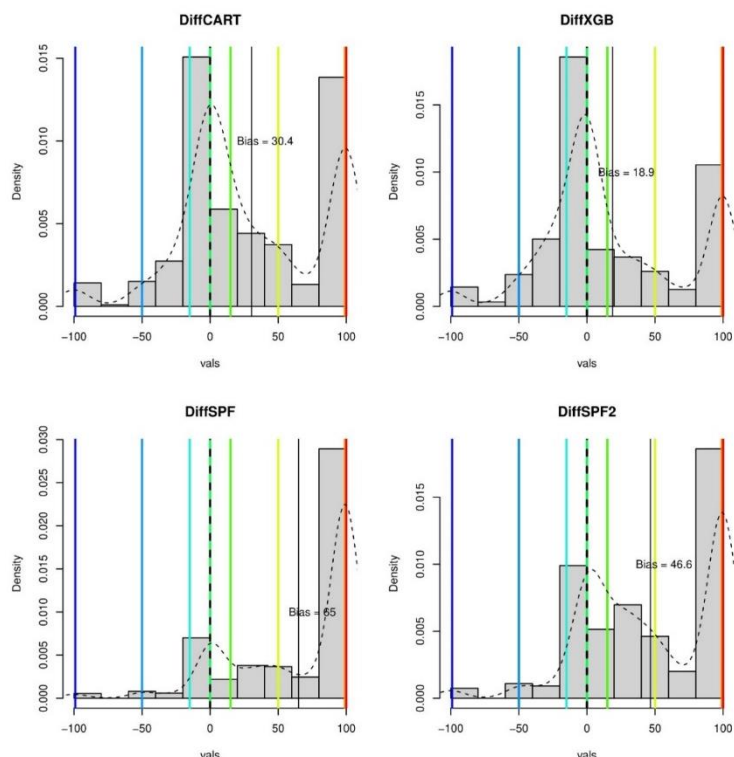 DiffCART
Density
0.015
0.010
0.005
0.000
Bias = 30.4
−100 −50 0 50 100
vals
DiffXGB
Density
0.015
0.010
0.005
0.000
Bias = 18.9
−100 −50 0 50 100
vals
DiffSPF
Density
0.030
0.025
0.020
0.015
0.010
0.005
0.000
Bias = 65
−100 −50 0 50 100
vals
DiffSPF2
Density
0.015
0.010
0.005
0.000
Bias = 46.6
−100 −50 0 50 100
vals